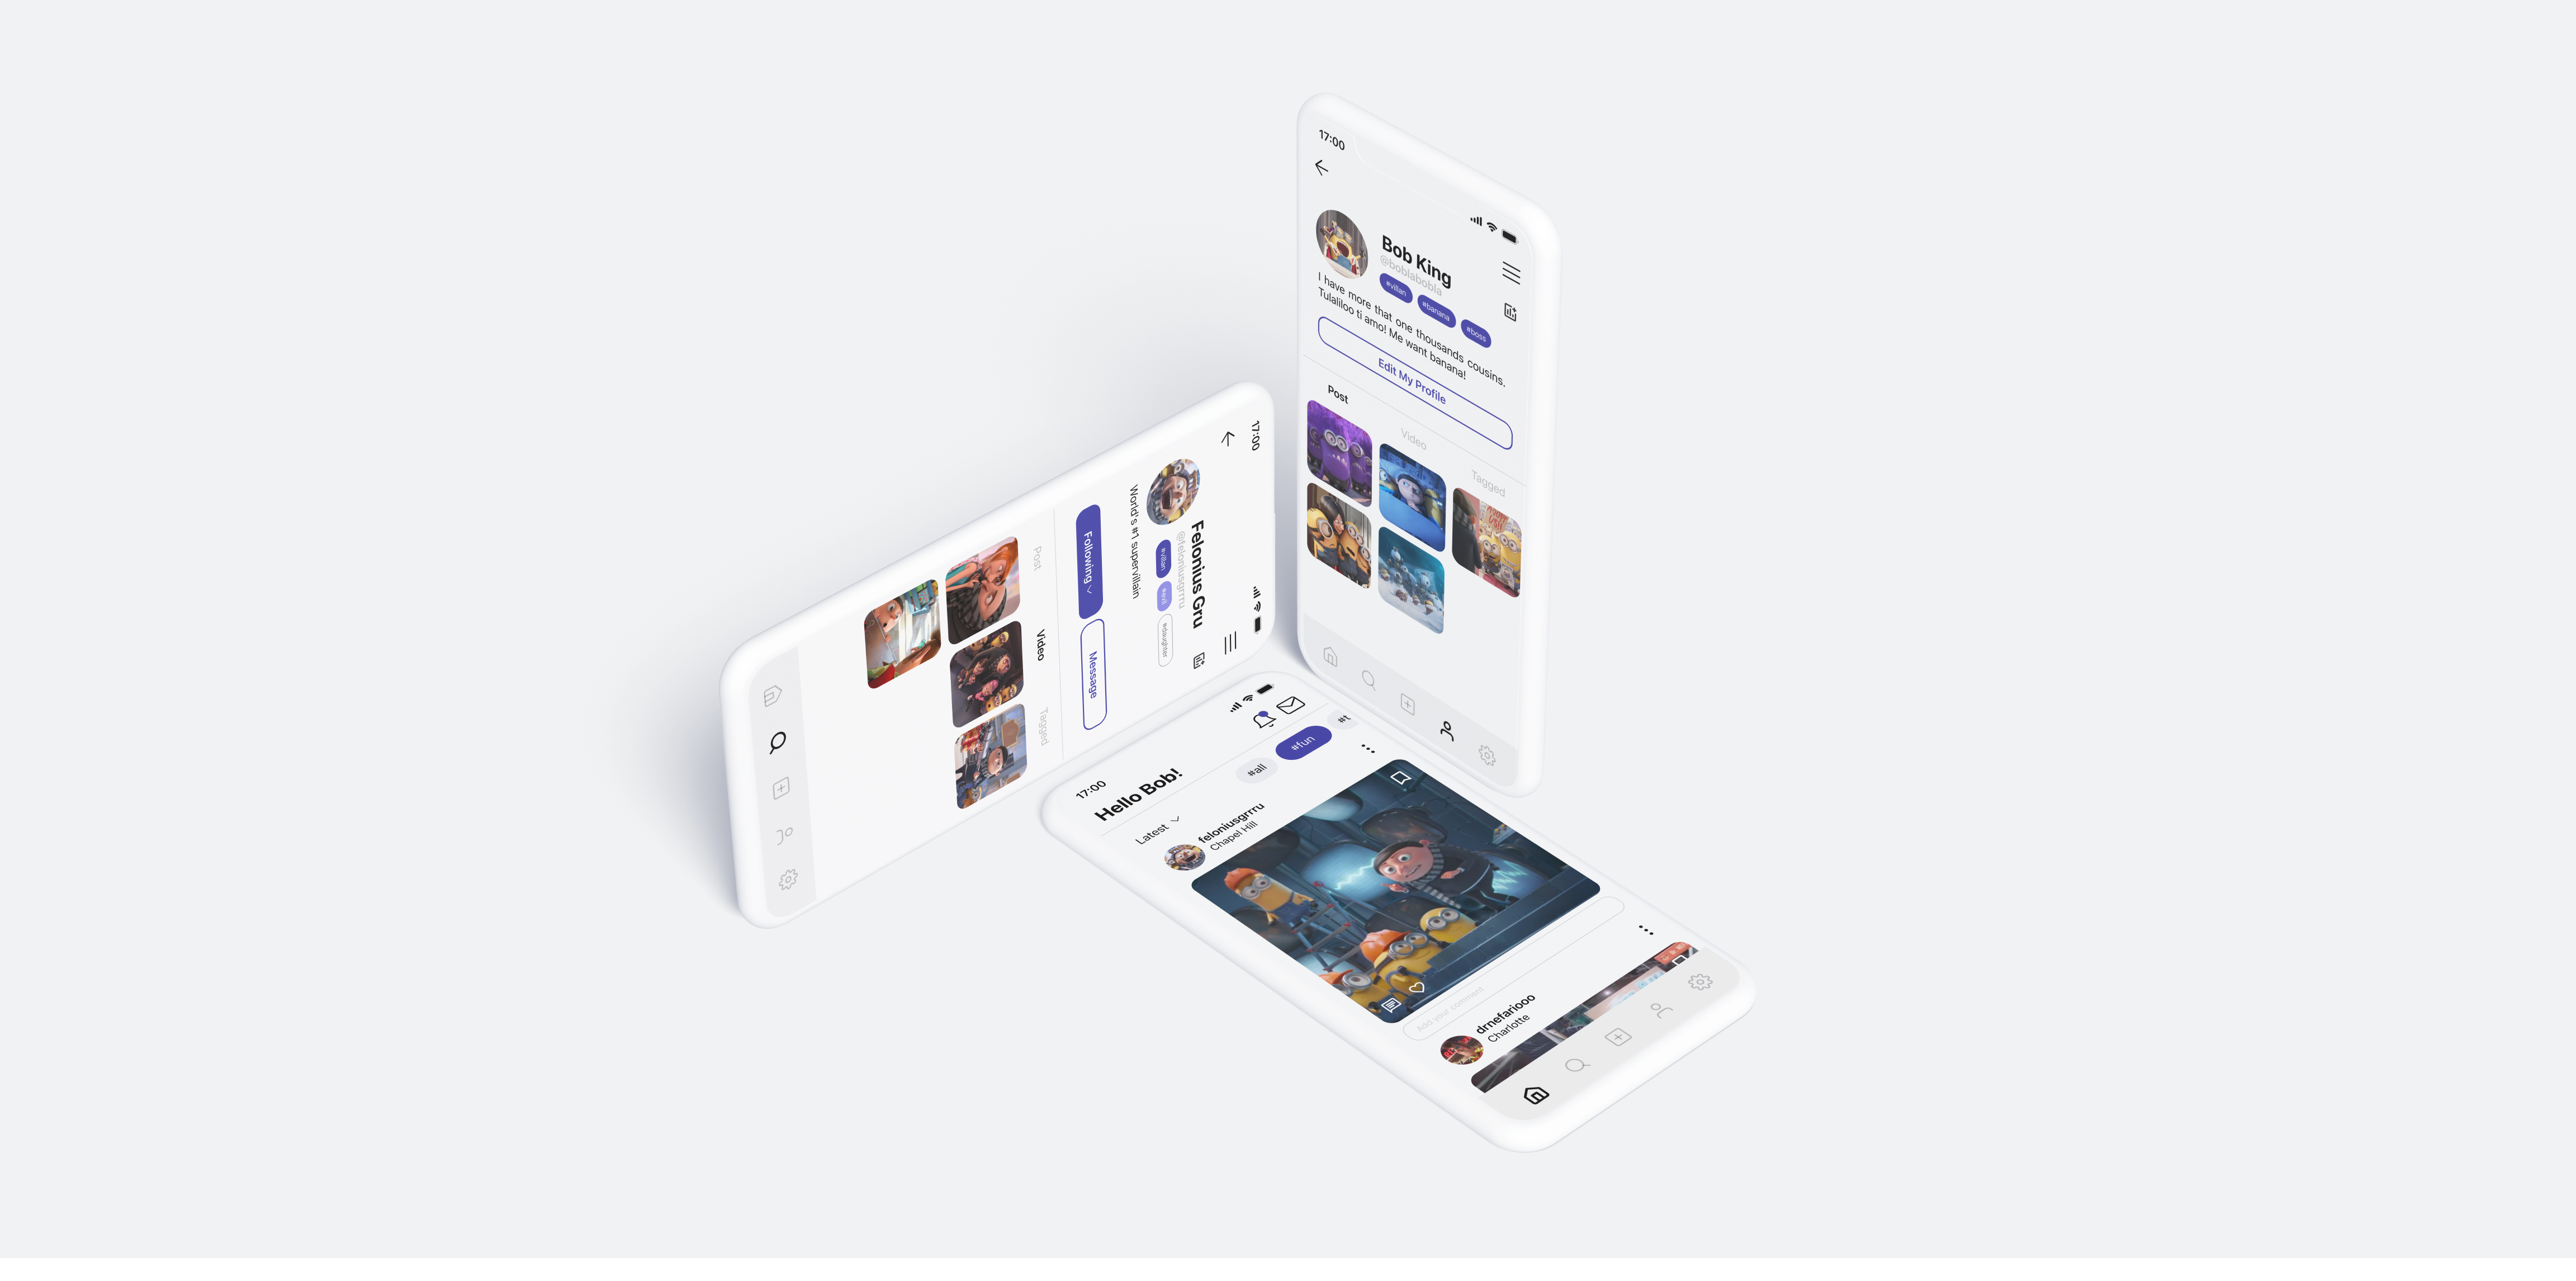 17:00
Bob King
@boblabobla
#villan #banana #boss
I have more that one thousands cousins.
Tulaliloo ti amo! Me want banana!
Edit My Profile
Post Video Tagged
17:00
Felonius Gru
@feloniusgrrru
#villan #evil #daughter
World's #1 supervillain
Following Message
Post Video Tagged
17:00
Hello Bob!
Latest #all #fun #t
feloniusgrrru
Chapel Hill
Add your comment
drnefariooo
Charlotte